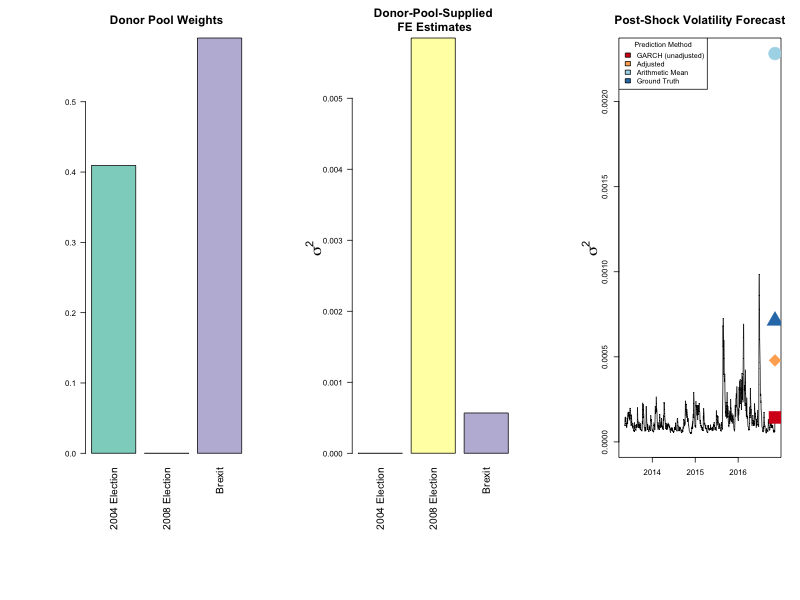 Donor Pool Weights
0.5
0.4
0.3
0.2
0.1
0.0
2004 Election
2008 Election
Brexit
Donor-Pool-Supplied
FE Estimates
σ2
0.005
0.004
0.003
0.002
0.001
0.000
2004 Election
2008 Election
Brexit
Post-Shock Volatility Forecast
Prediction Method
GARCH (unadjusted)
Adjusted
Arithmetic Mean
Ground Truth
σ2
0.0020
0.0015
0.0010
0.0005
0.0000
2014
2015
2016